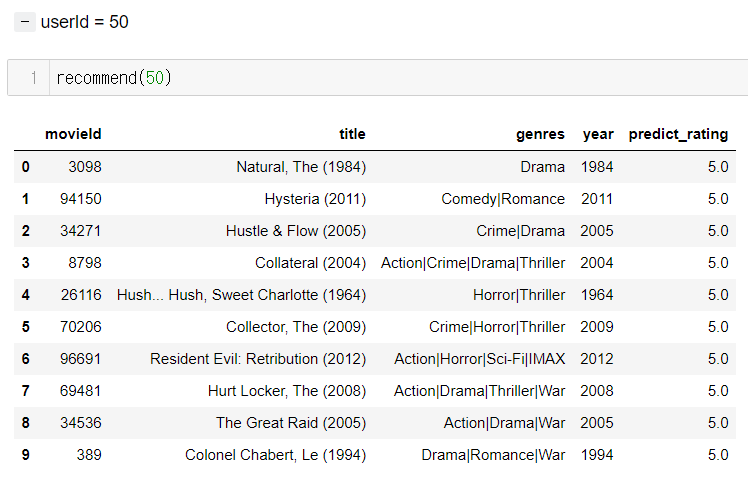 − userId = 50
1 recommend(50)
movieId title genres year predict_rating
0 3098 Natural, The (1984) Drama 1984 5.0
1 94150 Hysteria (2011) Comedy|Romance 2011 5.0
2 34271 Hustle & Flow (2005) Crime|Drama 2005 5.0
3 8798 Collateral (2004) Action|Crime|Drama|Thriller 2004 5.0
4 26116 Hush... Hush, Sweet Charlotte (1964) Horror|Thriller 1964 5.0
5 70206 Collector, The (2009) Crime|Horror|Thriller 2009 5.0
6 96691 Resident Evil: Retribution (2012) Action|Horror|Sci-Fi|IMAX 2012 5.0
7 69481 Hurt Locker, The (2008) Action|Drama|Thriller|War 2008 5.0
8 34536 The Great Raid (2005) Action|Drama|War 2005 5.0
9 389 Colonel Chabert, Le (1994) Drama|Romance|War 1994 5.0